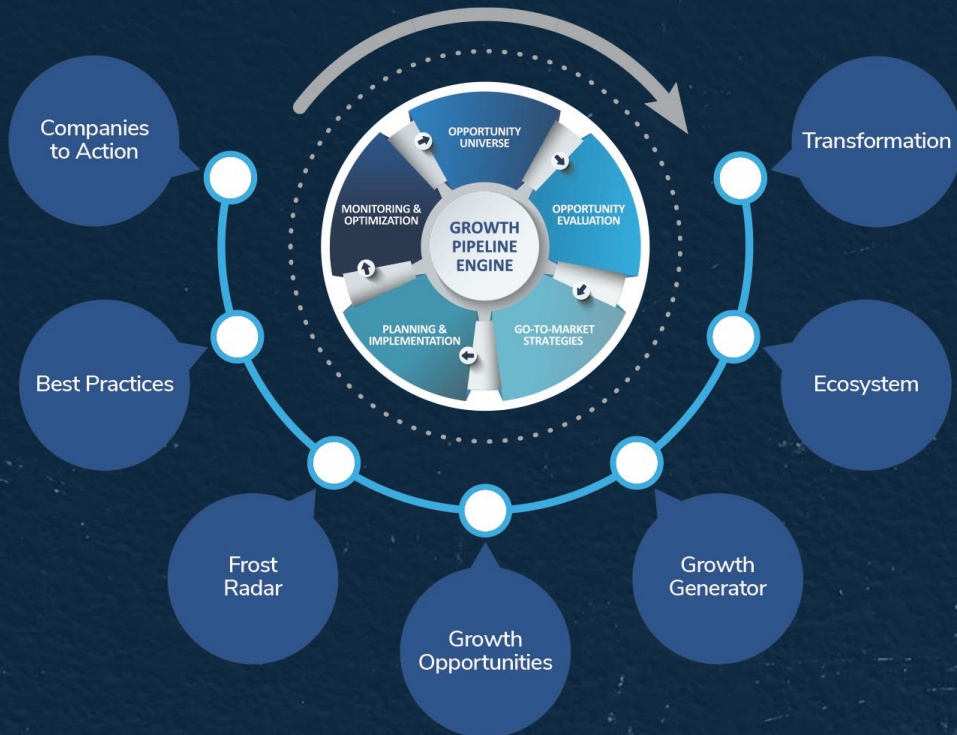 Companies
to Action
Best Practices
Frost
Radar
Growth
Opportunities
Growth
Generator
Ecosystem
Transformation
OPPORTUNITY
UNIVERSE
OPPORTUNITY
EVALUATION
GO-TO-MARKET
STRATEGIES
PLANNING &
IMPLEMENTATION
MONITORING &
OPTIMIZATION
GROWTH
PIPELINE
ENGINE